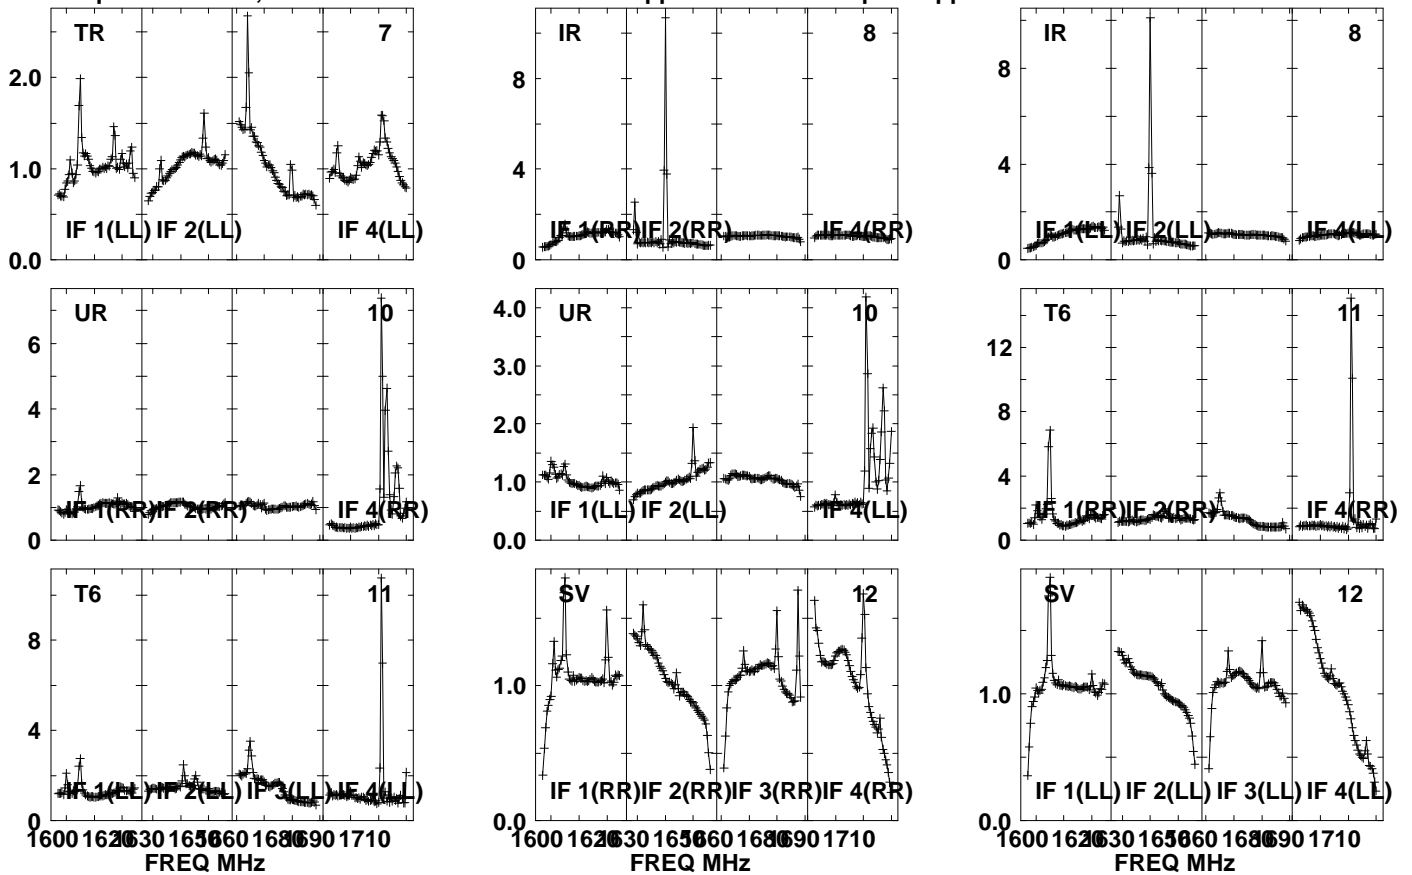 TR 7
2.0
1.0
0.0
IF 1(LL) IF 2(LL) IF 4(LL)
IR 8
8
4
0
IF 1(RR) IF 2(RR) IF 4(RR)
IR 8
8
4
0
IF 1(LL) IF 2(LL) IF 4(LL)
UR 10
6
4
2
0
IF 1(RR) IF 2(RR) IF 4(RR)
UR 10
4.0
3.0
2.0
1.0
0.0
IF 1(LL) IF 2(LL) IF 4(LL)
T6 11
12
8
4
0
IF 1(RR) IF 2(RR) IF 4(RR)
T6 11
8
4
0
IF 1(LL) IF 2(LL) IF 3(LL) IF 4(LL)
1600 1620 1630 1650 1660 1680 1690 1710
FREQ MHz
SV 12
1.0
0.0
IF 1(RR) IF 2(RR) IF 3(RR) IF 4(RR)
1600 1620 1630 1650 1660 1680 1690 1710
FREQ MHz
SV 12
1.0
0.0
IF 1(LL) IF 2(LL) IF 3(LL) IF 4(LL)
1600 1620 1630 1650 1660 1680 1690 1710
FREQ MHz